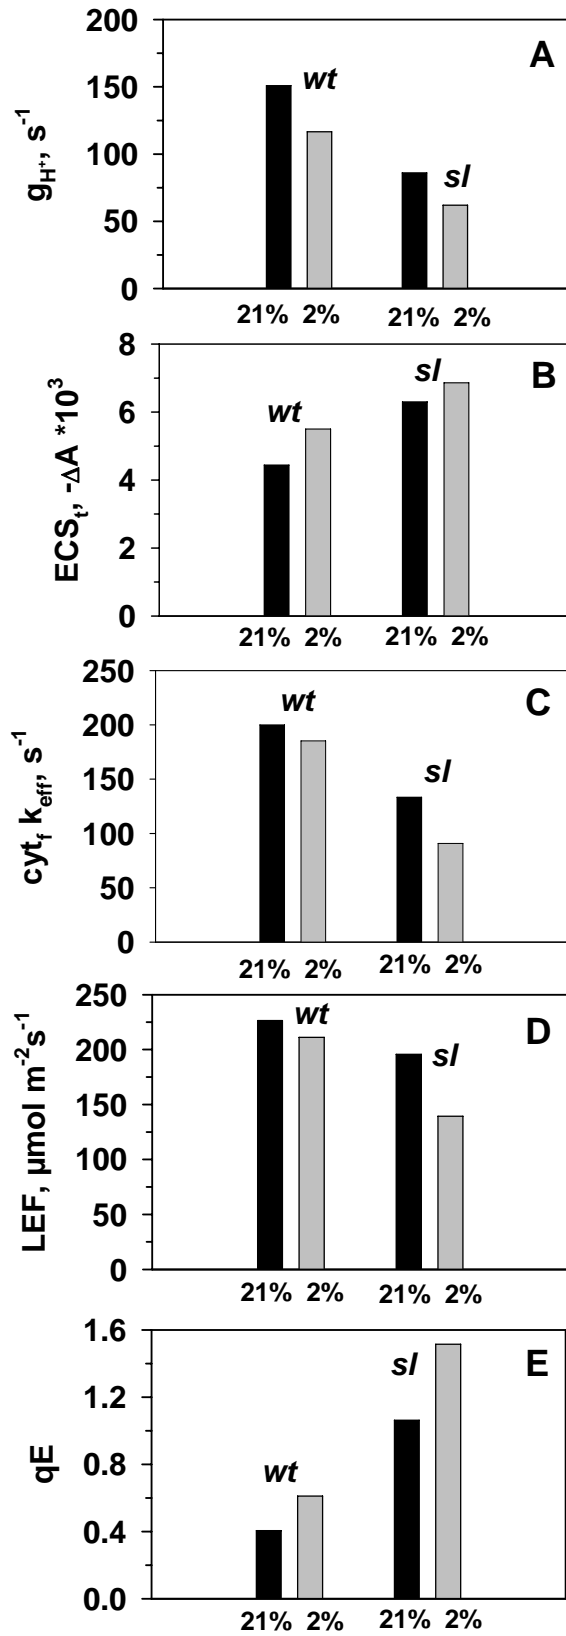 A
g_H+, s^-1
200
150
100
50
0
wt
sl
21% 2% 21% 2%
B
ECS_t, -ΔA *10^3
8
6
4
2
0
wt
sl
21% 2% 21% 2%
C
cyt_f k_eff, s^-1
250
200
150
100
50
0
wt
sl
21% 2% 21% 2%
D
LEF, µmol m^-2 s^-1
250
200
150
100
50
0
wt
sl
21% 2% 21% 2%
E
qE
1.6
1.2
0.8
0.4
0.0
wt
sl
21% 2% 21% 2%